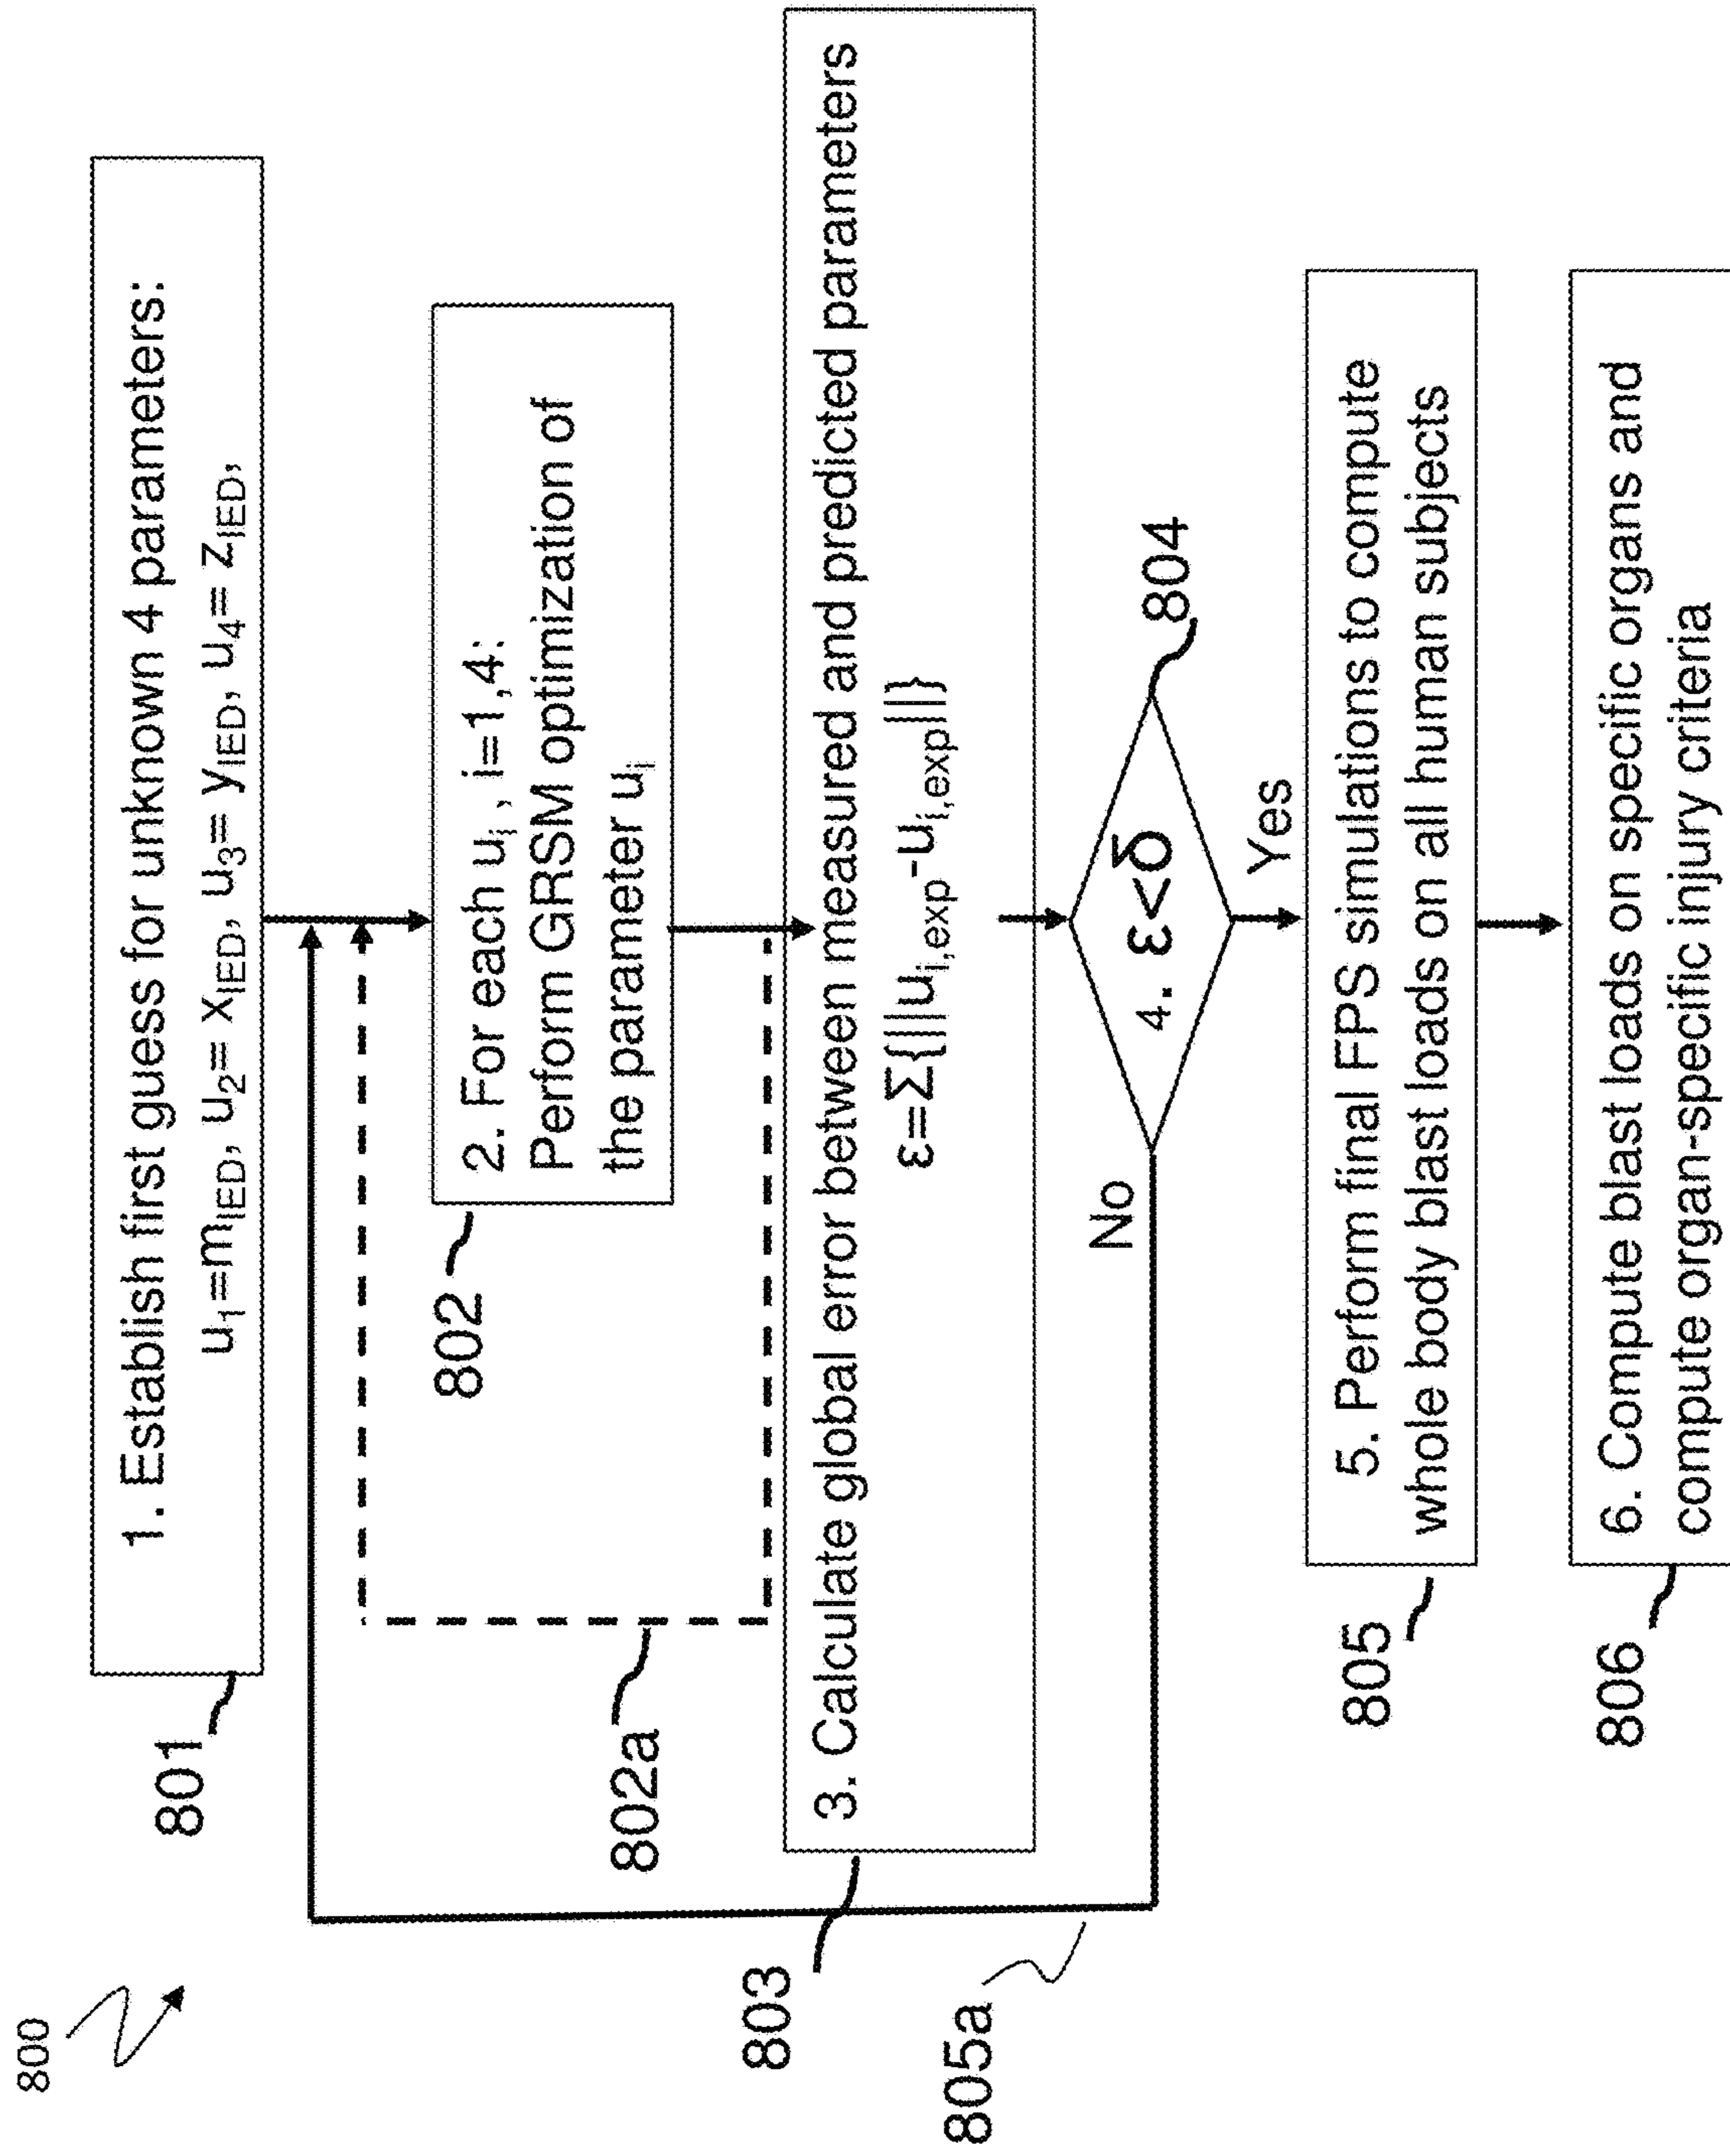 800
801
1. Establish first guess for unknown 4 parameters:
u₁=mIED, u₂= xIED, u₃= yIED, u₄= zIED,
802
2. For each uᵢ , i=1,4:
Perform GRSM optimization of
the parameter uᵢ
802a
803
3. Calculate global error between measured and predicted parameters
ε=Σ{||uᵢ,exp-uᵢ,exp||}
804
4. ε<δ
No
Yes
805a
805
5. Perform final FPS simulations to compute
whole body blast loads on all human subjects
806
6. Compute blast loads on specific organs and
compute organ-specific injury criteria